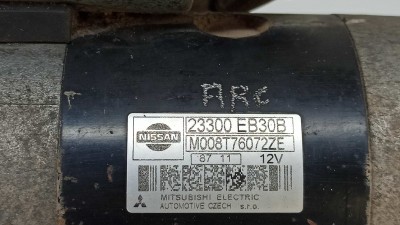 ARC
NISSAN
23300 EB30B
M008T76072ZE
87 11 12V
MITSUBISHI ELECTRIC
AUTOMOTIVE CZECH s.r.o.